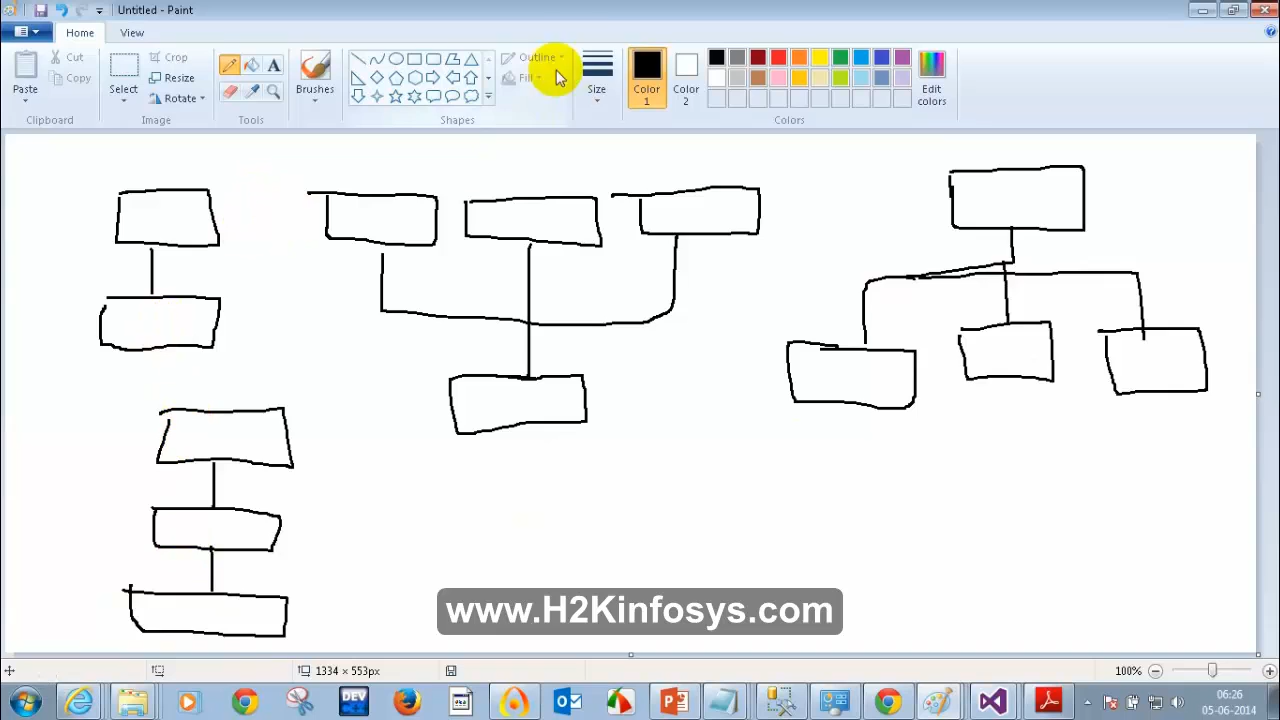 Untitled - Paint
Home
View
Paste
Cut
Copy
Clipboard
Select
Crop
Resize
Rotate
Image
A
Tools
Brushes
Outline
Fill
Shapes
Size
Color 1
Color 2
Edit colors
Colors
www.H2Kinfosys.com
1334 × 553px
100%
DEV
06:26
05-06-2014